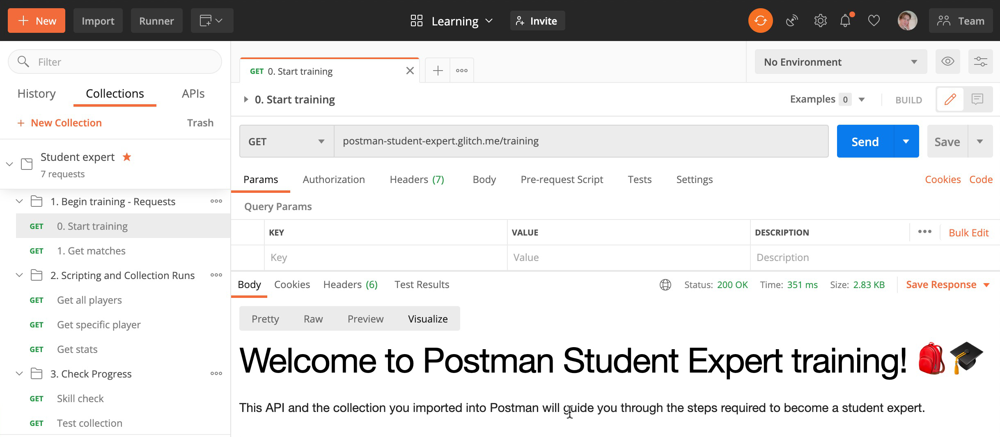 New
Import
Runner
Learning
Invite
Team
Filter
History
Collections
APIs
+ New Collection
Trash
Student expert
7 requests
1. Begin training - Requests
GET 0. Start training
GET 1. Get matches
2. Scripting and Collection Runs
GET Get all players
GET Get specific player
GET Get stats
3. Check Progress
GET Skill check
GET Test collection
GET 0. Start training
No Environment
0. Start training
Examples 0
BUILD
GET
postman-student-expert.glitch.me/training
Send
Save
Params
Authorization
Headers (7)
Body
Pre-request Script
Tests
Settings
Cookies
Code
Query Params
KEY
VALUE
DESCRIPTION
Bulk Edit
Key
Value
Description
Body
Cookies
Headers (6)
Test Results
Status: 200 OK
Time: 351 ms
Size: 2.83 KB
Save Response
Pretty
Raw
Preview
Visualize
Welcome to Postman Student Expert training! 🎒🎓
This API and the collection you imported into Postman will guide you through the steps required to become a student expert.